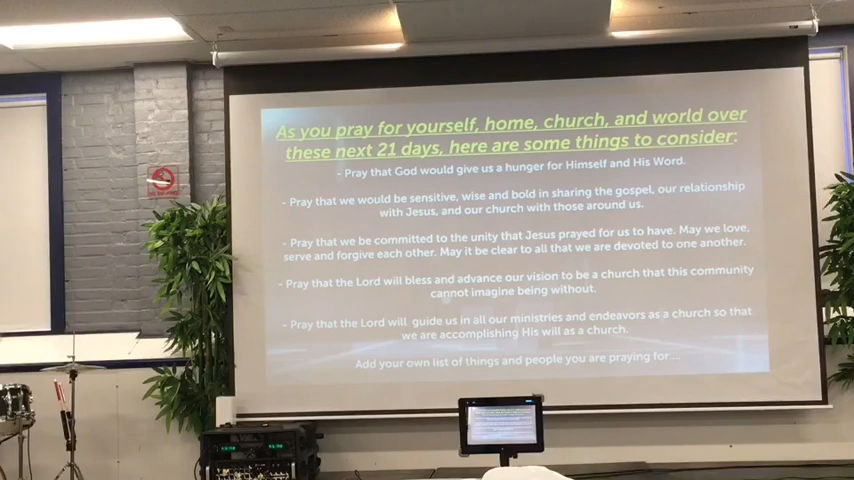 As you pray for yourself, home, church, and world over
these next 21 days, here are some things to consider:
- Pray that God would give us a hunger for Himself and His Word.
- Pray that we would be sensitive, wise and bold in sharing the gospel, our relationship
with Jesus, and our church with those around us.
- Pray that we be committed to the unity that Jesus prayed for us to have. May we love,
serve and forgive each other. May it be clear to all that we are devoted to one another.
- Pray that the Lord will bless and advance our vision to be a church that this community
cannot imagine being without.
- Pray that the Lord will guide us in all our ministries and endeavors as a church so that
we are accomplishing His will as a church.
Add your own list of things and people you are praying for...